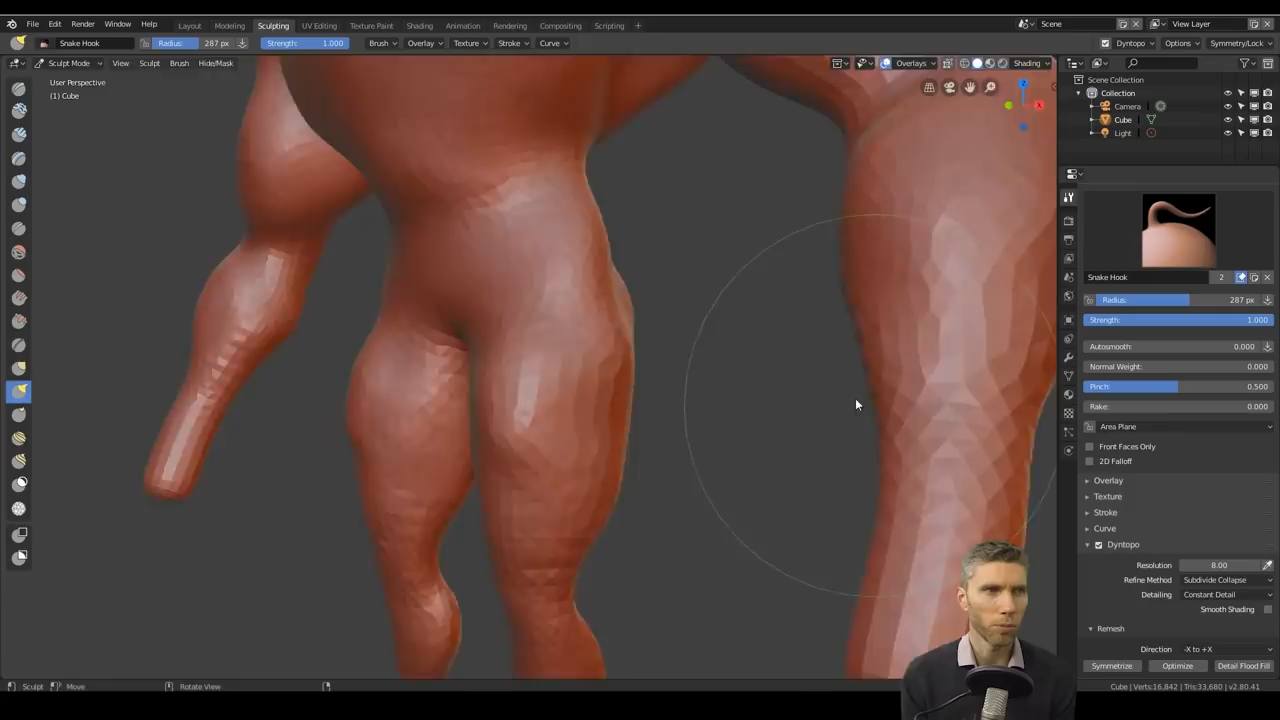 File Edit Render Window Help Layout Modeling Sculpting UV Editing Texture Paint Shading Animation Rendering Compositing Scripting + Scene View Layer
Snake Hook Radius: 287 px Strength: 1.000 Brush Overlay Texture Stroke Curve Dyntopo Options Symmetry/Lock
Sculpt Mode View Sculpt Brush Hide/Mask Overlays Shading
User Perspective
(1) Cube
Scene Collection
Collection
Camera
Cube
Light
Snake Hook 2
Radius: 287 px
Strength: 1.000
Autosmooth: 0.000
Normal Weight: 0.000
Pinch: 0.500
Rake: 0.000
Area Plane
Front Faces Only
2D Falloff
Overlay
Texture
Stroke
Curve
Dyntopo
Resolution 8.00
Refine Method Subdivide Collapse
Detailing Constant Detail
Smooth Shading
Remesh
Direction -X to +X
Symmetrize Optimize Detail Flood Fill
Sculpt Move Rotate View Cube | Verts:16,842 | Tris:33,680 | v2.80.41